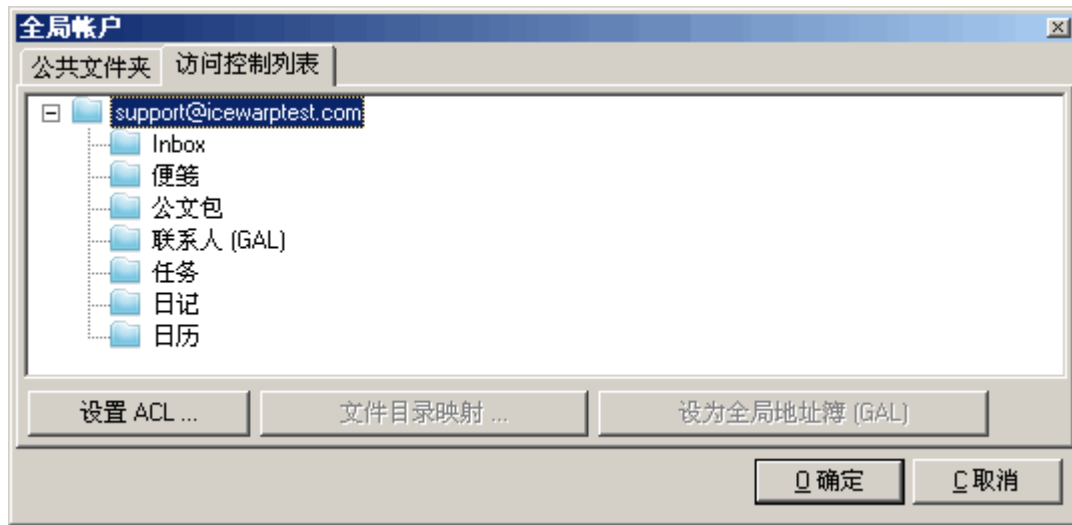 全局帐户
公共文件夹 访问控制列表
support@icewarptest.com
Inbox
便笺
公文包
联系人 (GAL)
任务
日记
日历
设置 ACL ... 文件目录映射 ... 设为全局地址簿 (GAL)
O 确定 C 取消